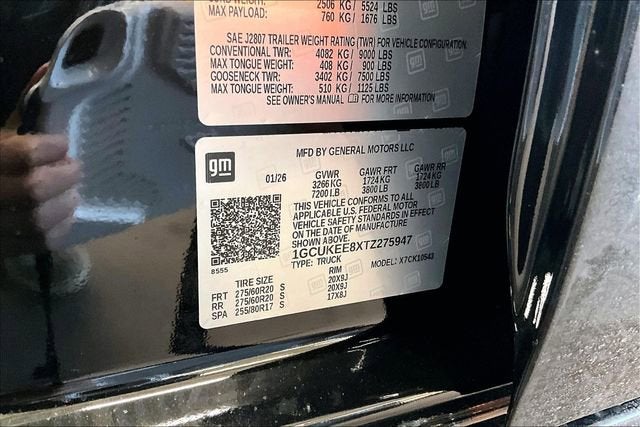 2506 KG / 5524 LBS
MAX PAYLOAD: 760 KG / 1676 LBS
SAE J2807 TRAILER WEIGHT RATING (TWR) FOR VEHICLE CONFIGURATION.
CONVENTIONAL TWR: 4082 KG / 9000 LBS
MAX TONGUE WEIGHT: 408 KG / 900 LBS
GOOSENECK TWR: 3402 KG / 7500 LBS
MAX TONGUE WEIGHT: 510 KG / 1125 LBS
SEE OWNER'S MANUAL FOR MORE INFORMATION
gm
MFD BY GENERAL MOTORS LLC
01/26 GVWR GAWR FRT GAWR RR
3266 KG 1724 KG 1724 KG
7200 LB 3800 LB 3800 LB
THIS VEHICLE CONFORMS TO ALL
APPLICABLE U.S. FEDERAL MOTOR
VEHICLE SAFETY STANDARDS IN EFFECT
ON THE DATE OF MANUFACTURE
SHOWN ABOVE.
1GCUKEE8XTZ275947
8555
TYPE: TRUCK MODEL: X7CK10543
TIRE SIZE RIM
FRT 275/60R20 S 20X9J
RR 275/60R20 S 20X9J
SPA 255/80R17 S 17X8J